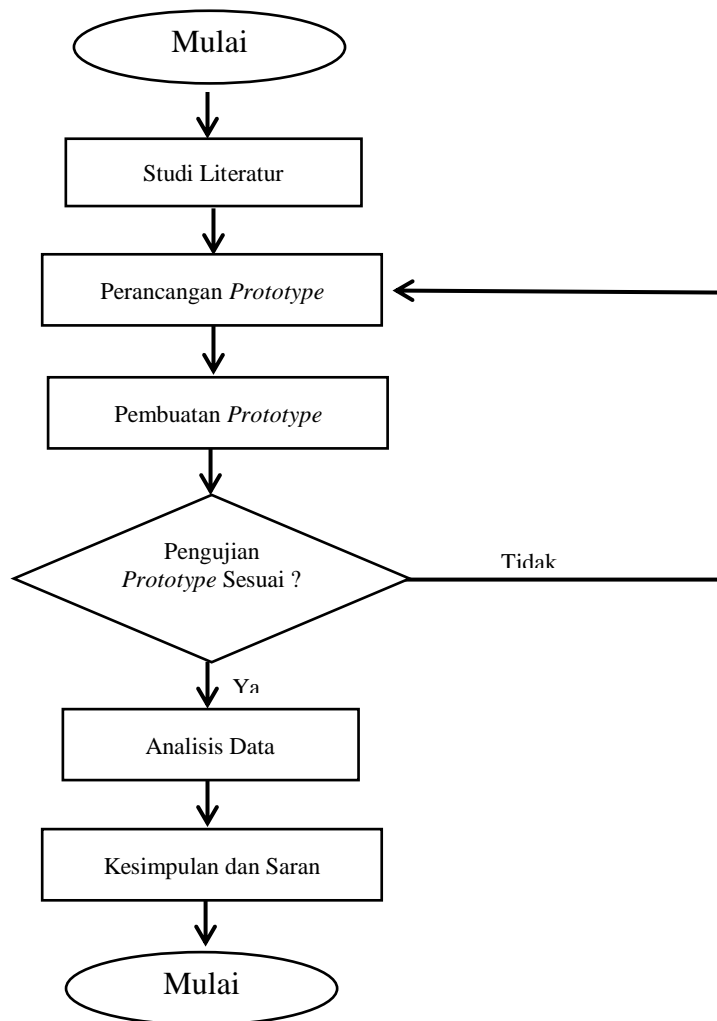 Mulai
Studi Literatur
Perancangan Prototype
Pembuatan Prototype
Pengujian
Prototype Sesuai ?
Tidak
Ya
Analisis Data
Kesimpulan dan Saran
Mulai